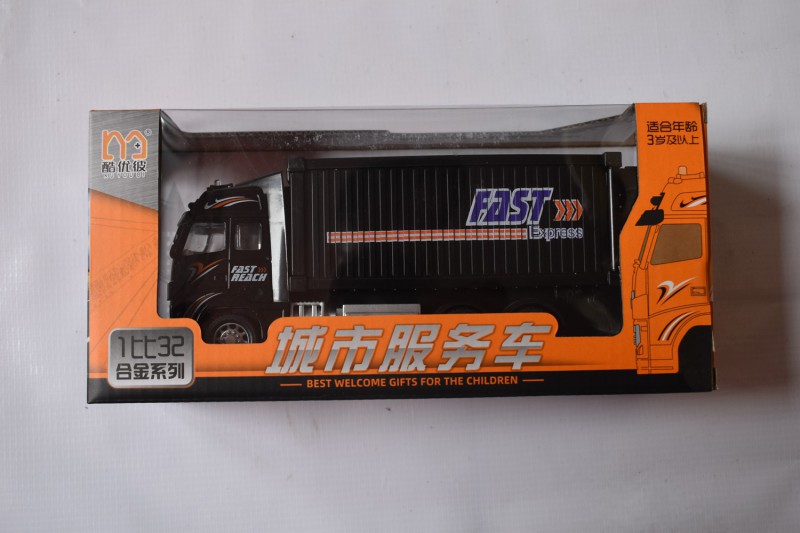 酷优彼
适合年龄
3岁及以上
FAST
Express
FAST
REACH
1比32
合金系列
城市服务车
BEST WELCOME GIFTS FOR THE CHILDREN